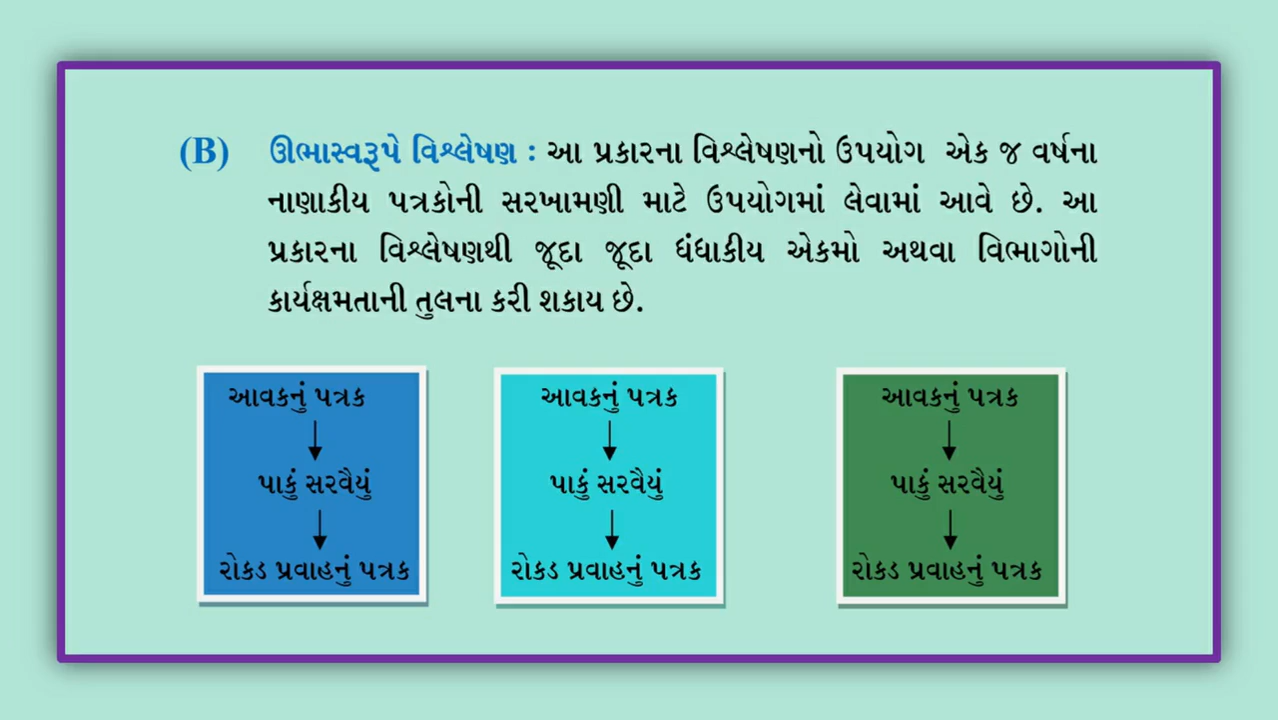 (B) ઊભાસ્વરૂપે વિશ્લેષણ : આ પ્રકારના વિશ્લેષણનો ઉપયોગ એક જ વર્ષના
નાણાકીય પત્રકોની સરખામણી માટે ઉપયોગમાં લેવામાં આવે છે. આ
પ્રકારના વિશ્લેષણથી જૂદા જૂદા ધંધાકીય એકમો અથવા વિભાગોની
કાર્યક્ષમતાની તુલના કરી શકાય છે.
આવકનું પત્રક
પાકું સરવૈયું
રોકડ પ્રવાહનું પત્રક
આવકનું પત્રક
પાકું સરવૈયું
રોકડ પ્રવાહનું પત્રક
આવકનું પત્રક
પાકું સરવૈયું
રોકડ પ્રવાહનું પત્રક